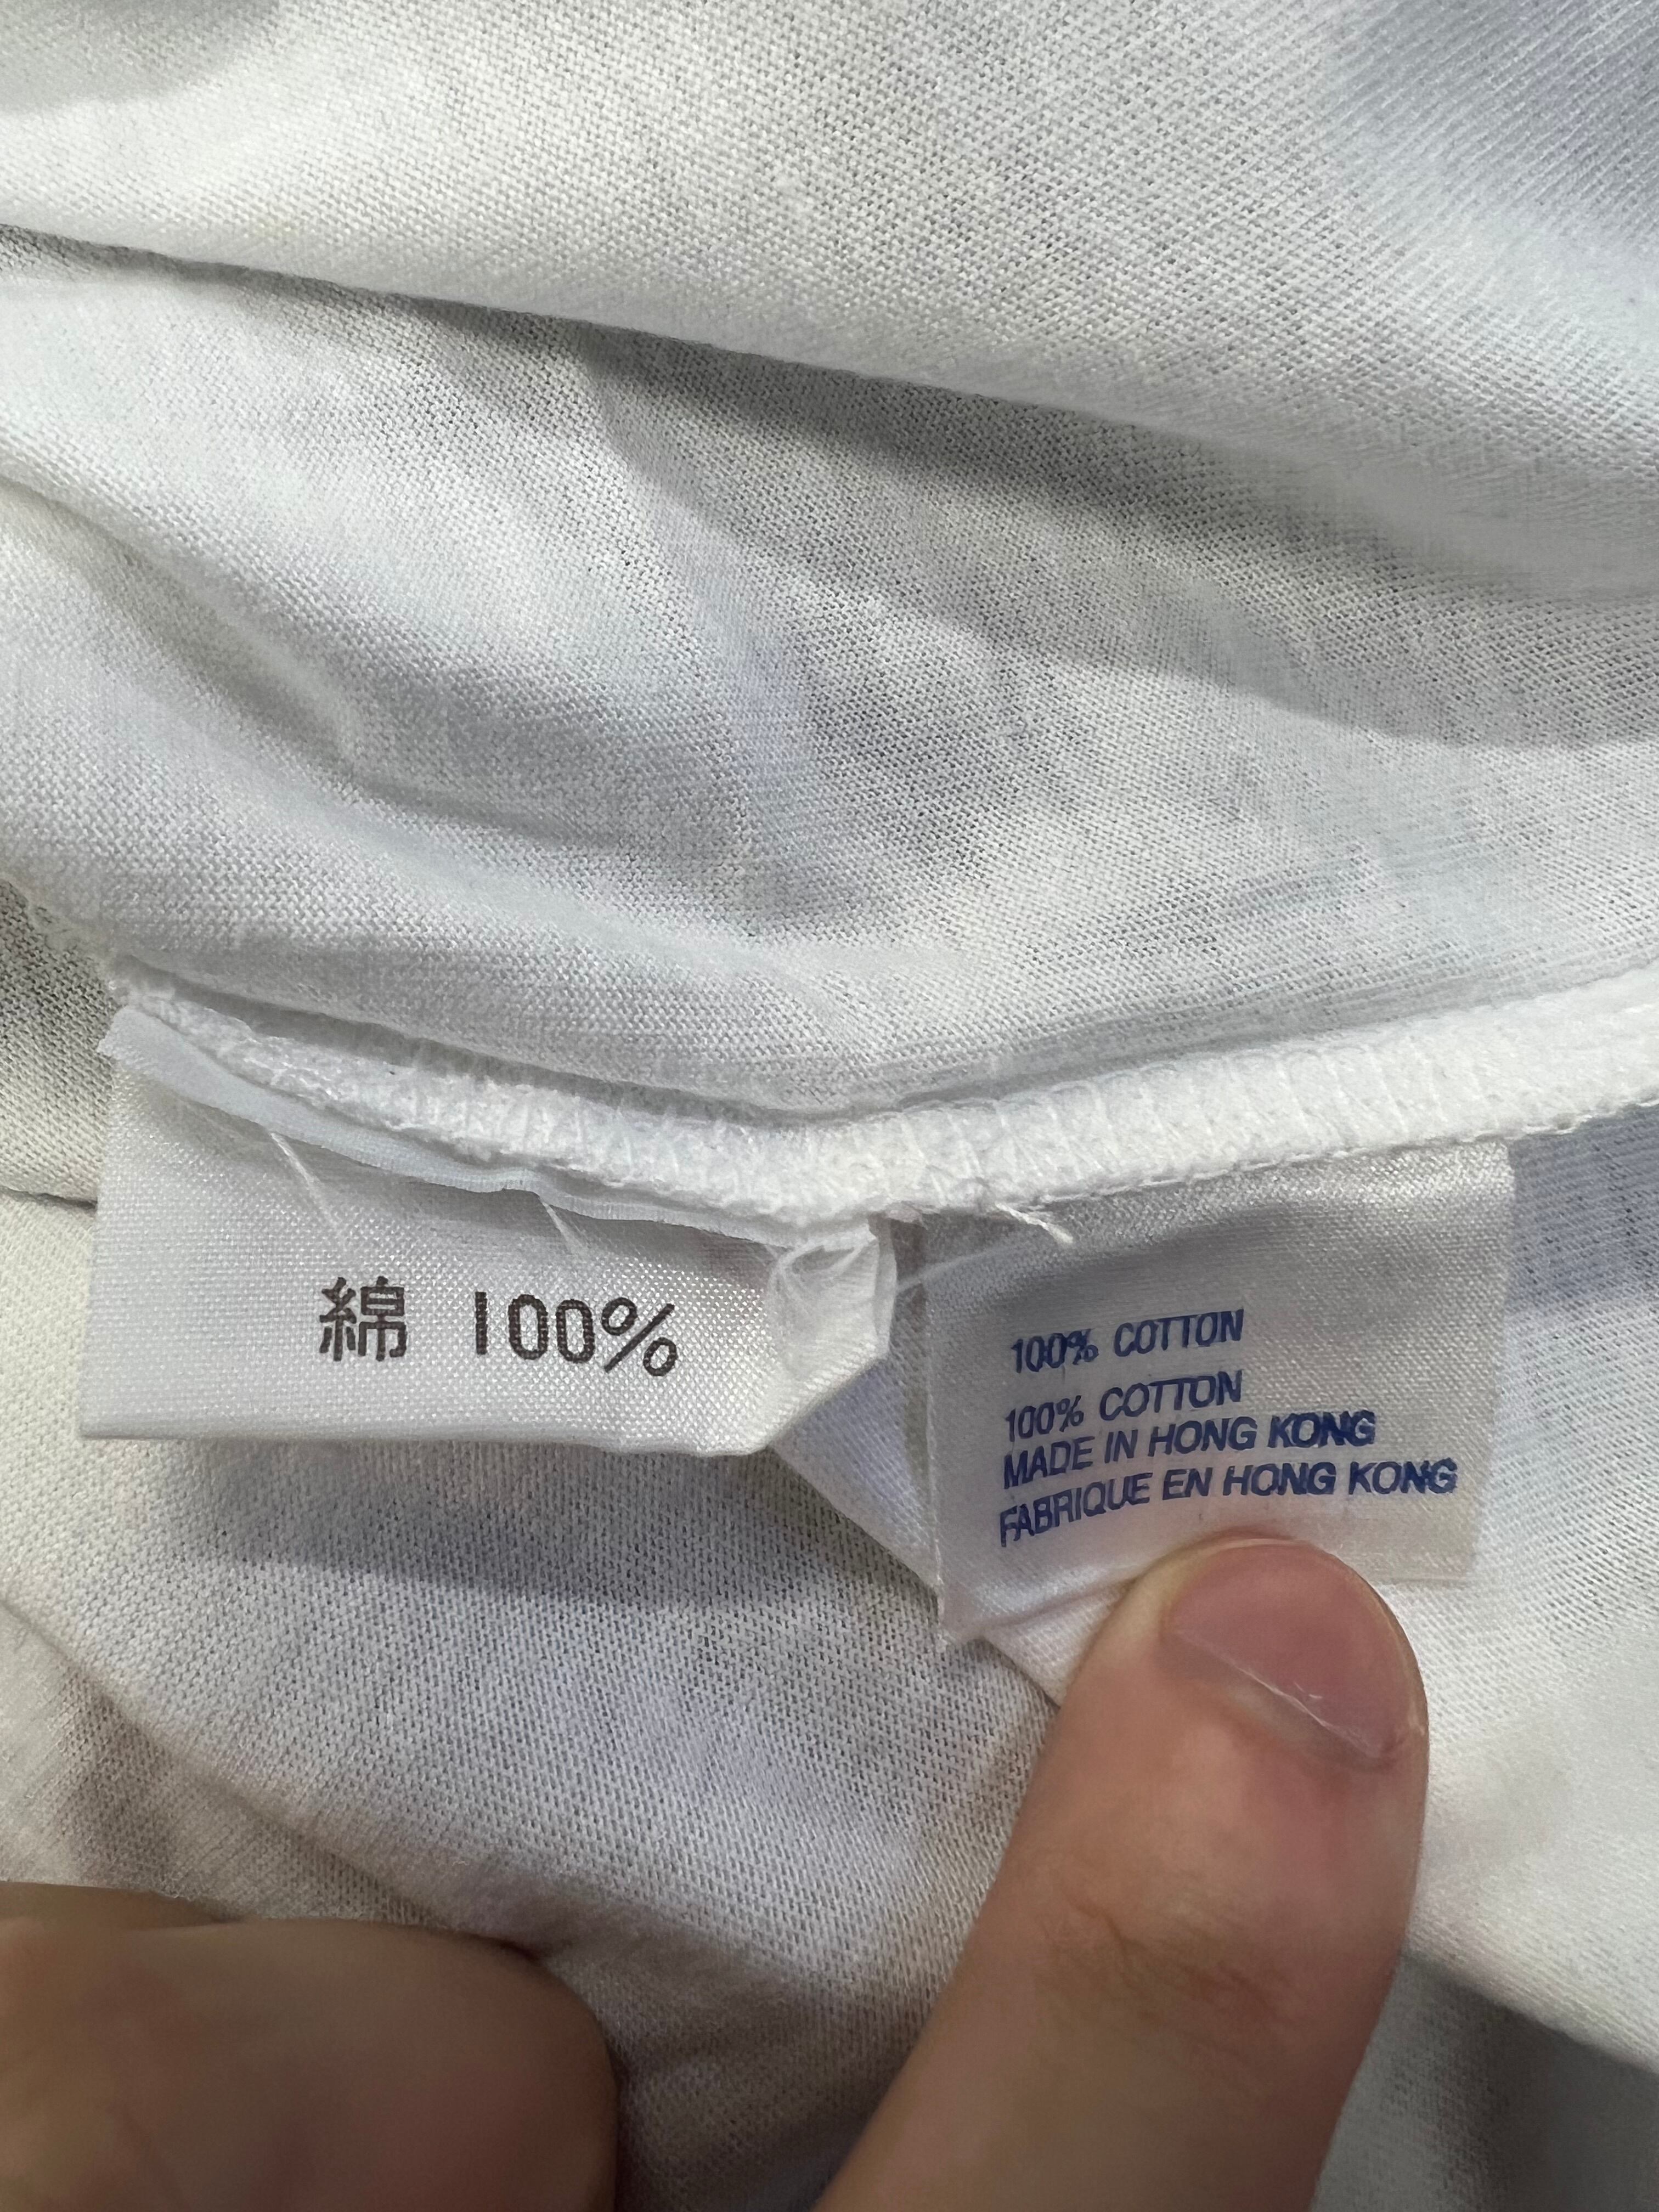 綿 100%
100% COTTON
100% COTTON
MADE IN HONG KONG
FABRIQUE EN HONG KONG